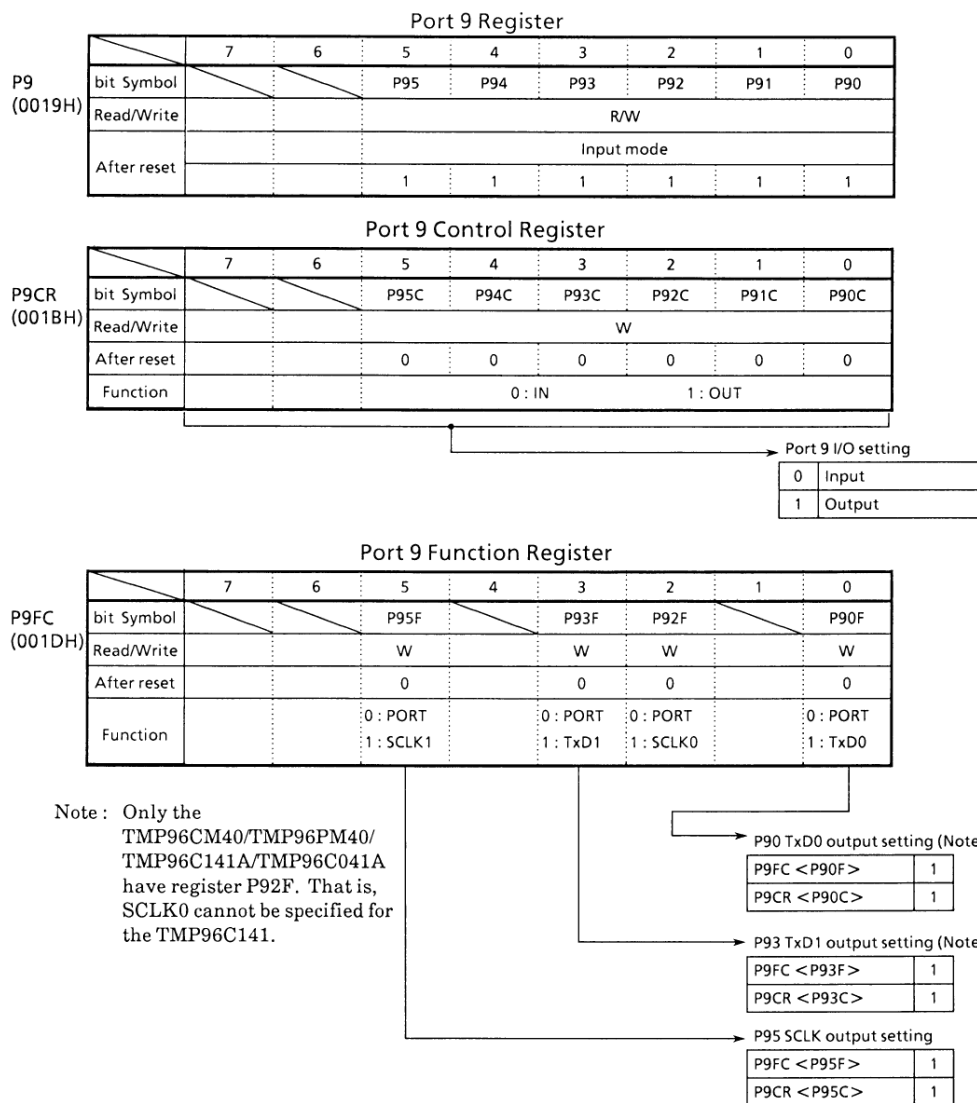 Port 9 Register
7 6 5 4 3 2 1 0
P9
(0019H)
bit Symbol P95 P94 P93 P92 P91 P90
Read/Write R/W
After reset Input mode
1 1 1 1 1 1
Port 9 Control Register
7 6 5 4 3 2 1 0
P9CR
(001BH)
bit Symbol P95C P94C P93C P92C P91C P90C
Read/Write W
After reset 0 0 0 0 0 0
Function 0 : IN 1 : OUT
Port 9 I/O setting
0 Input
1 Output
Port 9 Function Register
7 6 5 4 3 2 1 0
P9FC
(001DH)
bit Symbol P95F P93F P92F P90F
Read/Write W W W W
After reset 0 0 0 0
Function 0 : PORT 0 : PORT 0 : PORT 0 : PORT
1 : SCLK1 1 : TxD1 1 : SCLK0 1 : TxD0
Note : Only the
TMP96CM40/TMP96PM40/
TMP96C141A/TMP96C041A
have register P92F. That is,
SCLK0 cannot be specified for
the TMP96C141.
P90 TxD0 output setting (Note
P9FC <P90F> 1
P9CR <P90C> 1
P93 TxD1 output setting (Note
P9FC <P93F> 1
P9CR <P93C> 1
P95 SCLK output setting
P9FC <P95F> 1
P9CR <P95C> 1